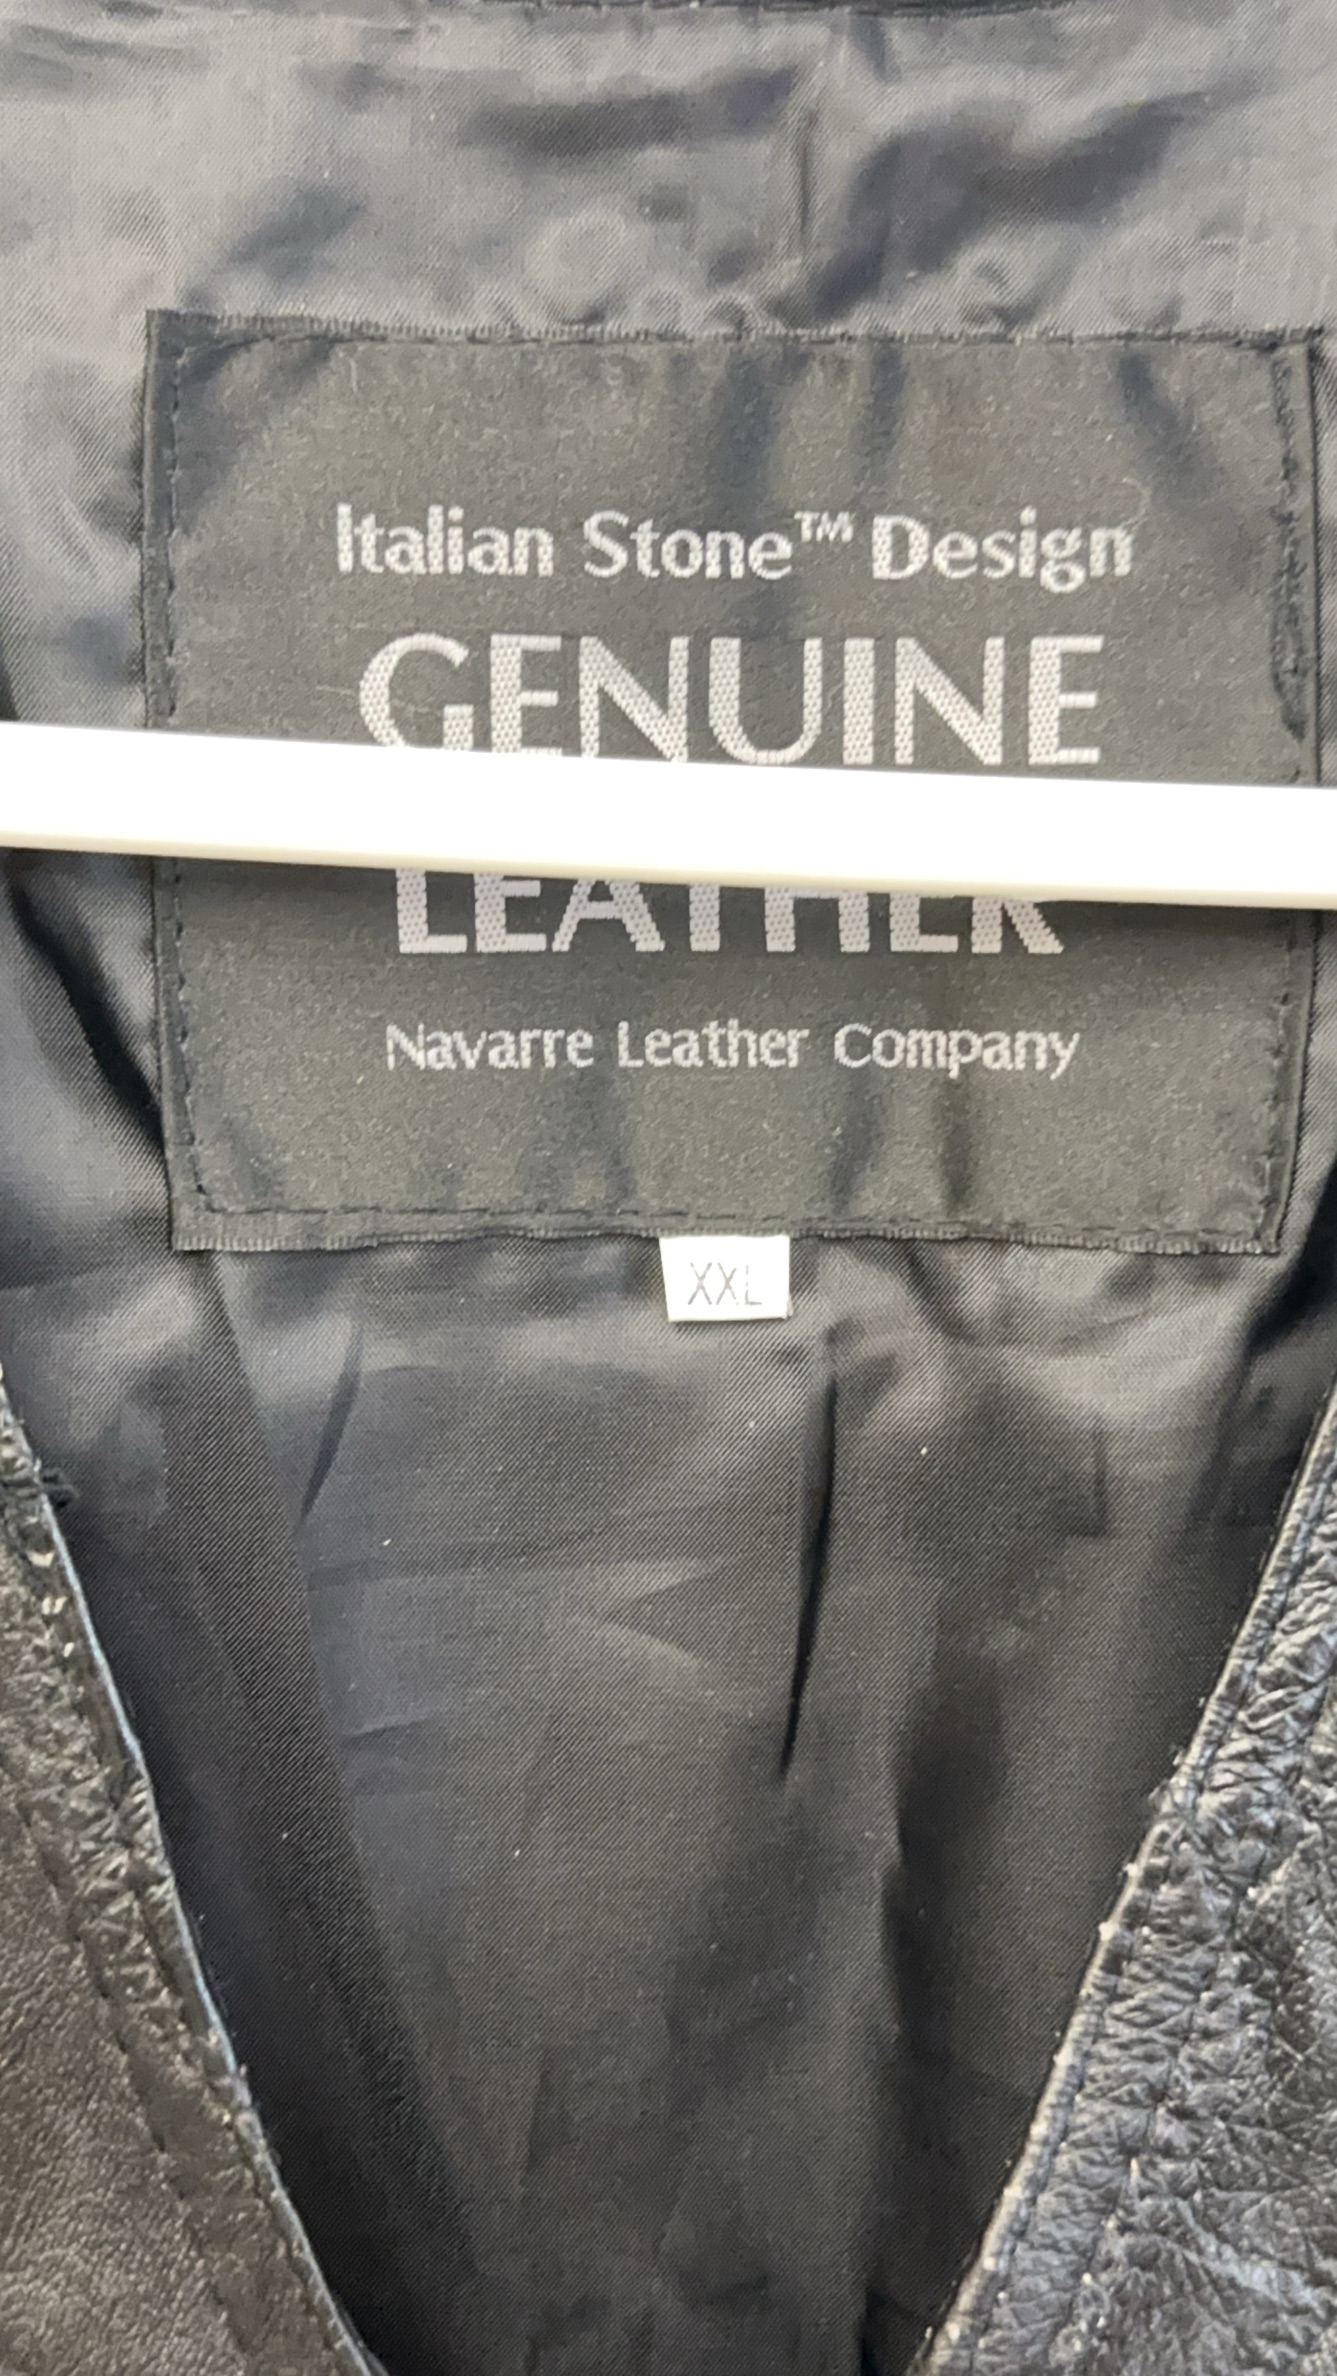 Italian Stone™ Design
GENUINE
LEATHER
Navarre Leather Company
XXL